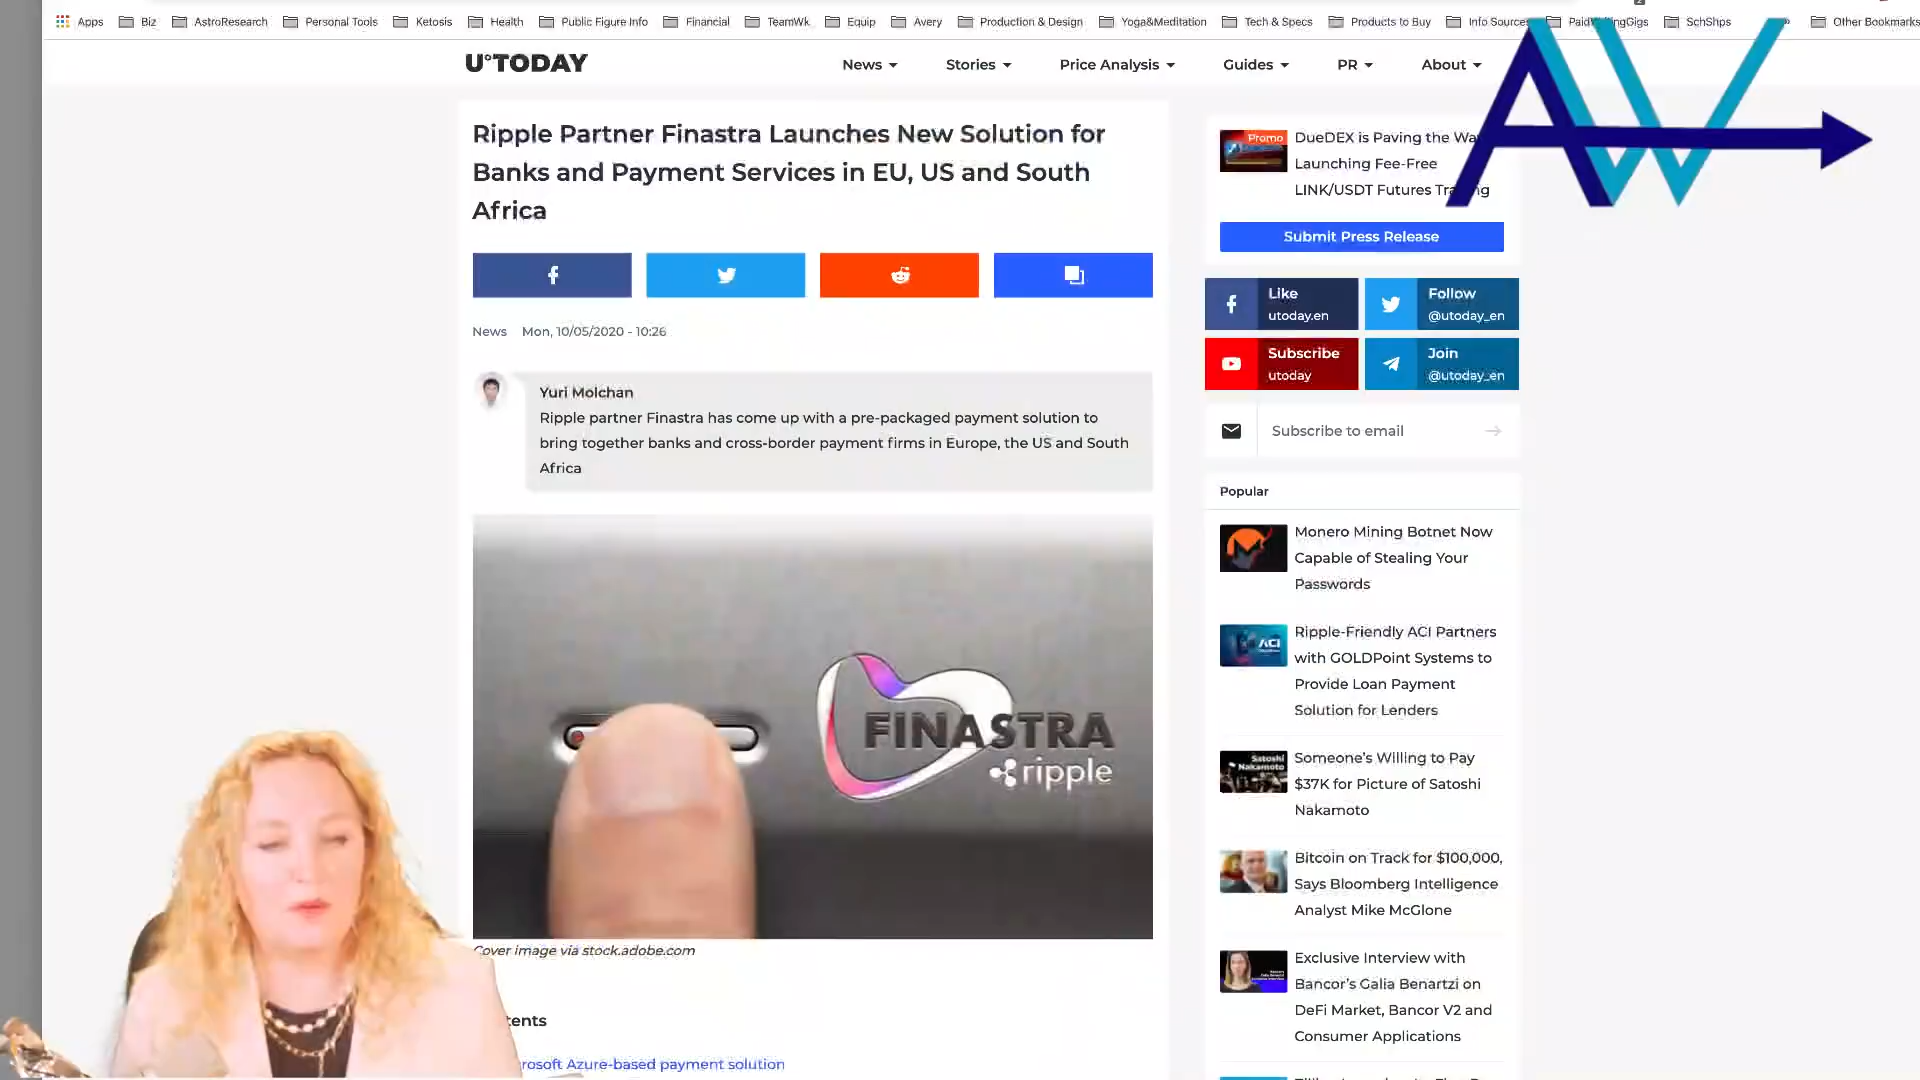 Apps Biz AstroResearch Personal Tools Ketosis Health Public Figure Info Financial TeamWk Equip Avery Production & Design Yoga&Meditation Tech & Specs Products to Buy Info Sources SchShps Other Bookmarks
U°TODAY
News Stories Price Analysis Guides PR About
AW
Ripple Partner Finastra Launches New Solution for
Banks and Payment Services in EU, US and South
Africa
News Mon, 10/05/2020 - 10:26
Yuri Molchan
Ripple partner Finastra has come up with a pre-packaged payment solution to
bring together banks and cross-border payment firms in Europe, the US and South
Africa
FINASTRA
ripple
Cover image via stock.adobe.com
tents
rosoft Azure-based payment solution
Promo
DueDEX is Paving the Wa
Launching Fee-Free
LINK/USDT Futures Tra ng
Submit Press Release
Like
utoday.en
Follow
@utoday_en
Subscribe
utoday
Join
@utoday_en
Subscribe to email
Popular
Monero Mining Botnet Now
Capable of Stealing Your
Passwords
ACI
Ripple-Friendly ACI Partners
with GOLDPoint Systems to
Provide Loan Payment
Solution for Lenders
Satoshi
Nakamoto
Someone's Willing to Pay
$37K for Picture of Satoshi
Nakamoto
Bitcoin on Track for $100,000,
Says Bloomberg Intelligence
Analyst Mike McGlone
Exclusive Interview with
Bancor's Galia Benartzi on
DeFi Market, Bancor V2 and
Consumer Applications